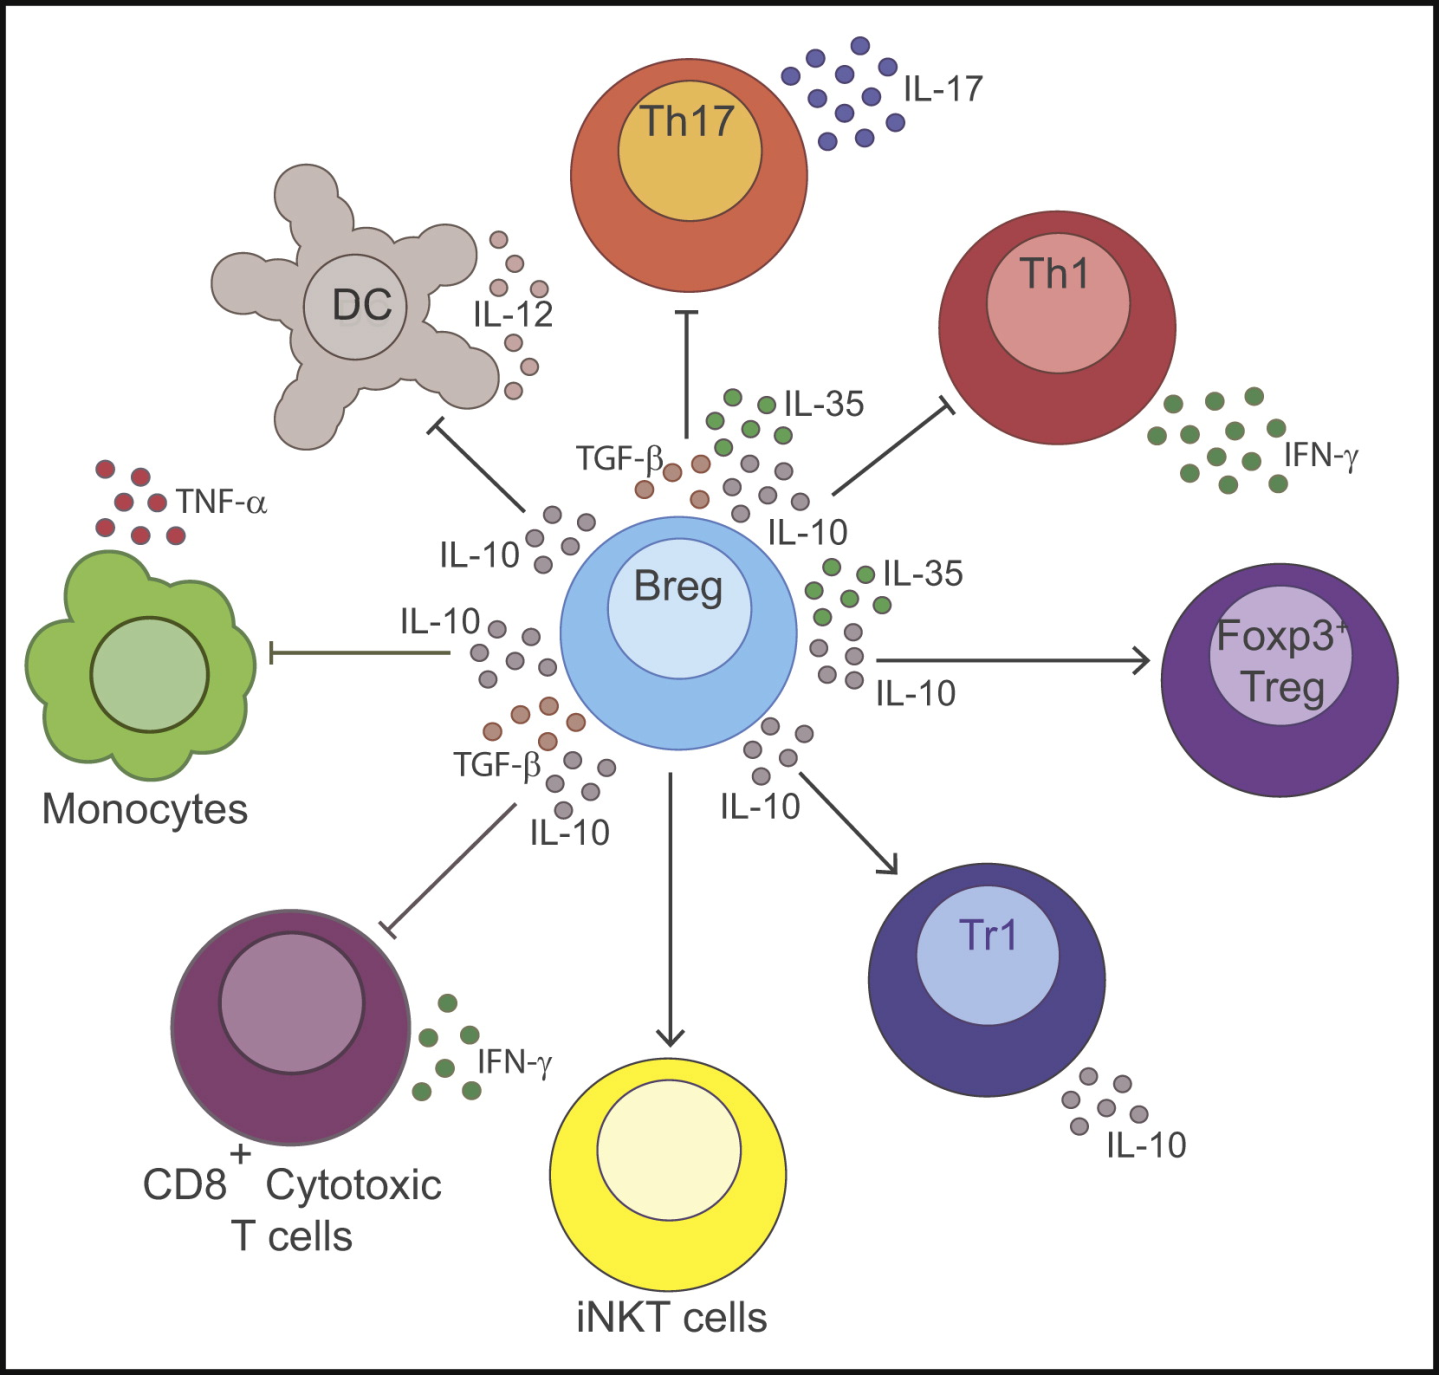 Th17
IL-17
DC
IL-12
Th1
IFN-γ
TNF-α
Monocytes
TGF-β
IL-35
IL-10
IL-10
IL-10
Breg
IL-35
IL-10
Foxp3⁺
Treg
TGF-β
IL-10
IL-10
Tr1
IL-10
IFN-γ
CD8⁺ Cytotoxic
T cells
iNKT cells